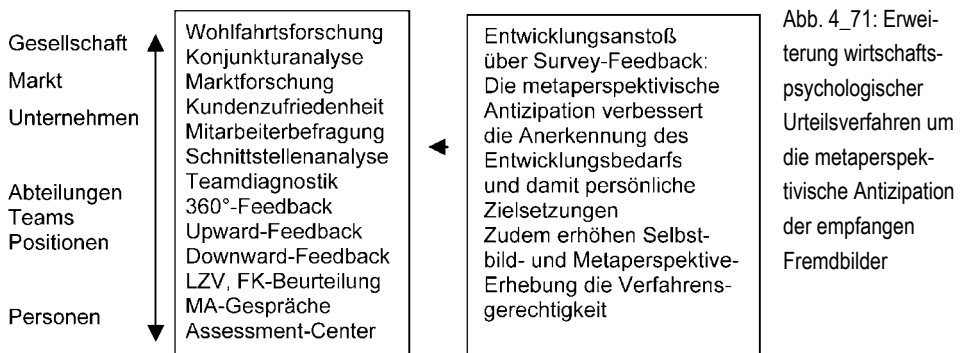 Gesellschaft
Markt
Unternehmen
Abteilungen
Teams
Positionen
Personen
Wohlfahrtsforschung
Konjunkturanalyse
Marktforschung
Kundenzufriedenheit
Mitarbeiterbefragung
Schnittstellenanalyse
Teamdiagnostik
360°-Feedback
Upward-Feedback
Downward-Feedback
LZV, FK-Beurteilung
MA-Gespräche
Assessment-Center
Entwicklungsanstoß
über Survey-Feedback:
Die metaperspektivische
Antizipation verbessert
die Anerkennung des
Entwicklungsbedarfs
und damit persönliche
Zielsetzungen
Zudem erhöhen Selbst-
bild- und Metaperspektive-
Erhebung die Verfahrens-
gerechtigkeit
Abb. 4_71: Erwei-
terung wirtschafts-
psychologischer
Urteilsverfahren um
die metaperspek-
tivische Antizipation
der empfangen
Fremdbilder